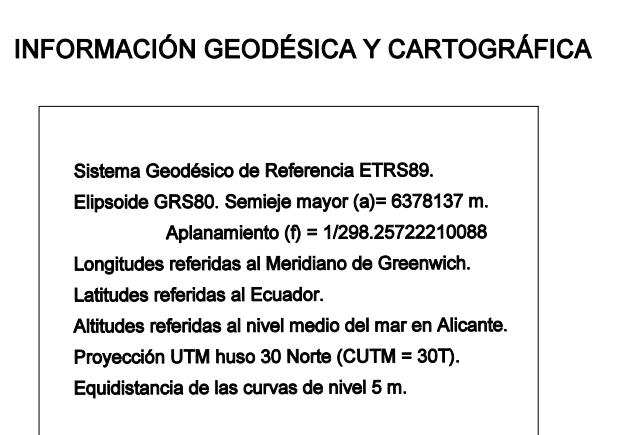 INFORMACIÓN GEODÉSICA Y CARTOGRÁFICA
Sistema Geodésico de Referencia ETRS89.
Elipsoide GRS80. Semieje mayor (a)= 6378137 m.
Aplanamiento (f) = 1/298.25722210088
Longitudes referidas al Meridiano de Greenwich.
Latitudes referidas al Ecuador.
Altitudes referidas al nivel medio del mar en Alicante.
Proyección UTM huso 30 Norte (CUTM = 30T).
Equidistancia de las curvas de nivel 5 m.